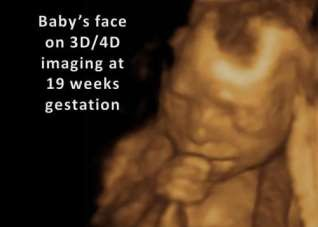 Baby's face
on 3D/4D
imaging at
19 weeks
gestation